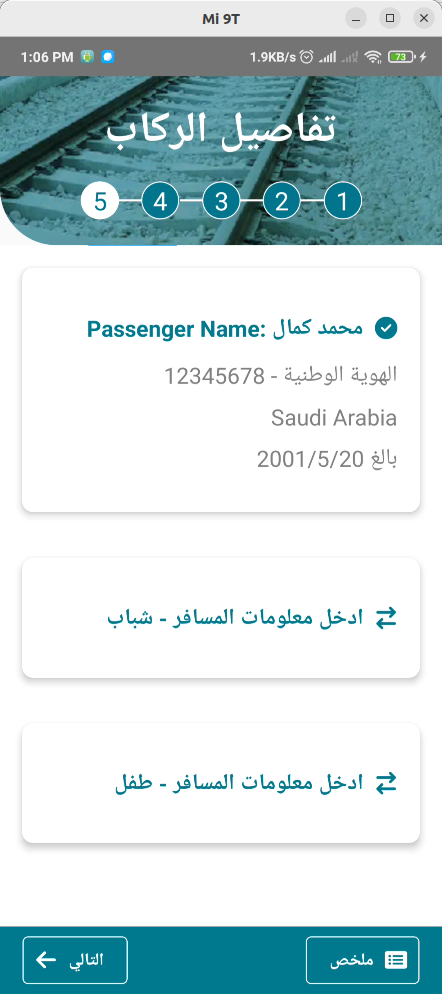 Mi 9T
1:06 PM 1.9KB/s 73
تفاصيل الركاب
1 2 3 4 5
Passenger Name: محمد كمال
الهوية الوطنية - 12345678
Saudi Arabia
بالغ 2001/5/20
ادخل معلومات المسافر - شباب
ادخل معلومات المسافر - طفل
ملخص
التالي